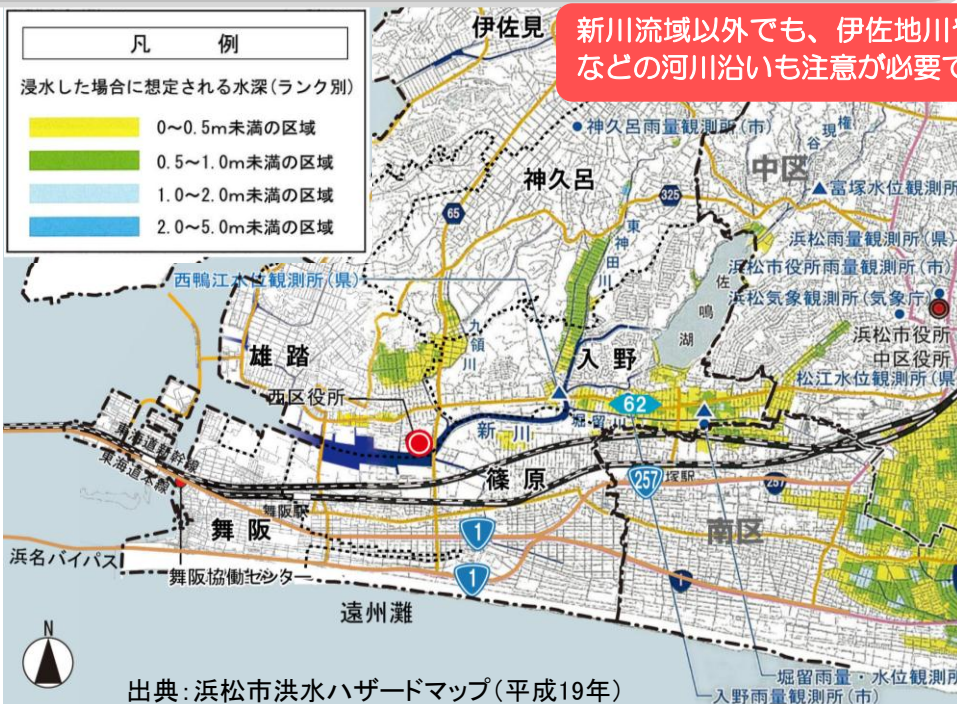 凡 例
浸水した場合に想定される水深(ランク別)
0～0.5m未満の区域
0.5～1.0m未満の区域
1.0～2.0m未満の区域
2.0～5.0m未満の区域
新川流域以外でも、伊佐地川
などの河川沿いも注意が必要で
伊佐見
神久呂雨量観測所(市)
権現谷
中区
神久呂
富塚水位観測所
65
325
東神田川
浜松雨量観測所(県)
西鴨江水位観測所(県)
浜松市役所雨量観測所(市)
佐鳴湖
浜松気象観測所(気象庁)
九領川
浜松市役所
雄踏
入野
中区役所
松江水位観測所(県
西区役所
62
新川
堀留川
東海道新幹線
東海道本線
篠原
257
塚駅
257
舞阪駅
舞阪
1
南区
浜名バイパス
舞阪協働センター
1
1
遠州灘
N
堀留雨量・水位観測所
入野雨量観測所(市)
出典:浜松市洪水ハザードマップ(平成19年)